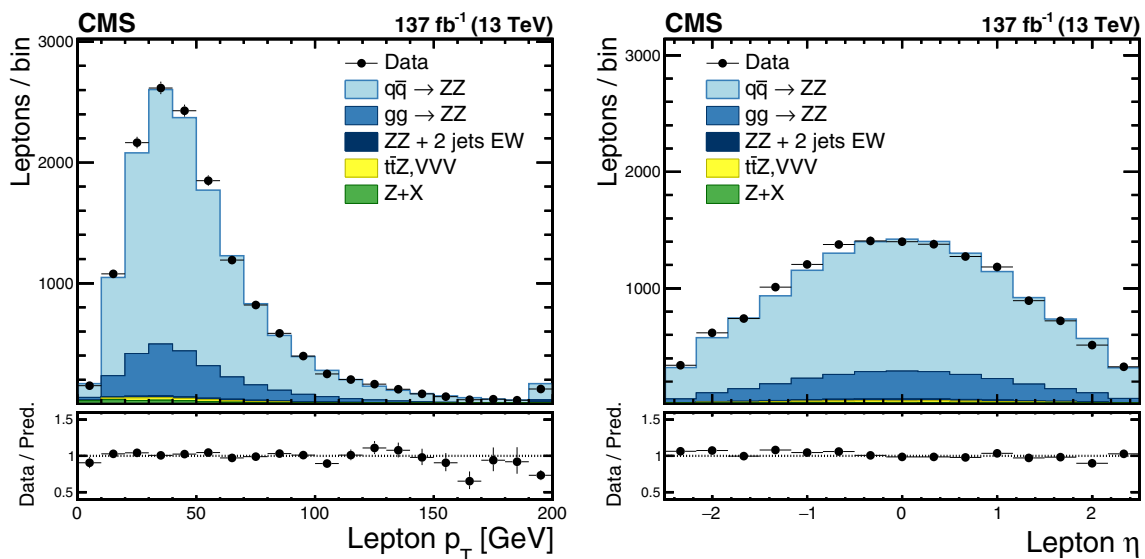 CMS 137 fb⁻¹ (13 TeV)
Leptons / bin
3000
2000
1000
Data
qq̄ → ZZ
gg → ZZ
ZZ + 2 jets EW
tt̄Z,VVV
Z+X
Data / Pred.
1.5
1
0.5
0 50 100 150 200
Lepton p_T [GeV]
CMS 137 fb⁻¹ (13 TeV)
Leptons / bin
3000
2000
1000
Data
qq̄ → ZZ
gg → ZZ
ZZ + 2 jets EW
tt̄Z,VVV
Z+X
Data / Pred.
1.5
1
0.5
−2 −1 0 1 2
Lepton η